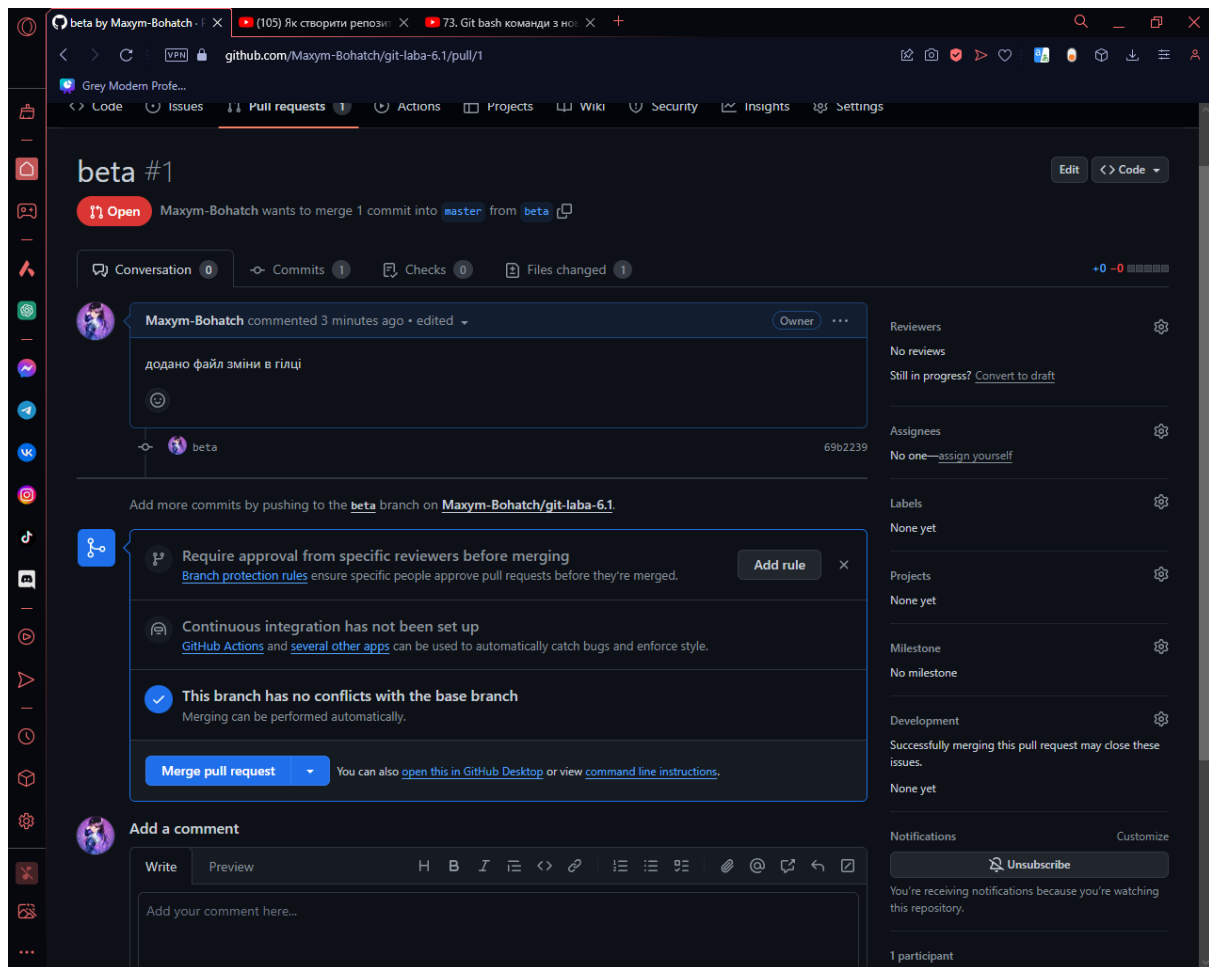 beta by Maxym-Bohatch · P
(105) Як створити репозит
73. Git bash команди з нов
VPN
github.com/Maxym-Bohatch/git-laba-6.1/pull/1
Grey Modern Profe...
Code
Issues
Pull requests 1
Actions
Projects
Wiki
Security
Insights
Settings
beta #1
Edit
<> Code
Open
Maxym-Bohatch wants to merge 1 commit into master from beta
Conversation 0
Commits 1
Checks 0
Files changed 1
+0 −0
Maxym-Bohatch commented 3 minutes ago • edited
Owner
додано файл зміни в гілці
beta
69b2239
Add more commits by pushing to the beta branch on Maxym-Bohatch/git-laba-6.1.
Require approval from specific reviewers before merging
Branch protection rules ensure specific people approve pull requests before they're merged.
Add rule
Continuous integration has not been set up
GitHub Actions and several other apps can be used to automatically catch bugs and enforce style.
This branch has no conflicts with the base branch
Merging can be performed automatically.
Merge pull request
You can also open this in GitHub Desktop or view command line instructions.
Add a comment
Write
Preview
Add your comment here...
Reviewers
No reviews
Still in progress? Convert to draft
Assignees
No one—assign yourself
Labels
None yet
Projects
None yet
Milestone
No milestone
Development
Successfully merging this pull request may close these
issues.
None yet
Notifications
Customize
Unsubscribe
You're receiving notifications because you're watching
this repository.
1 participant